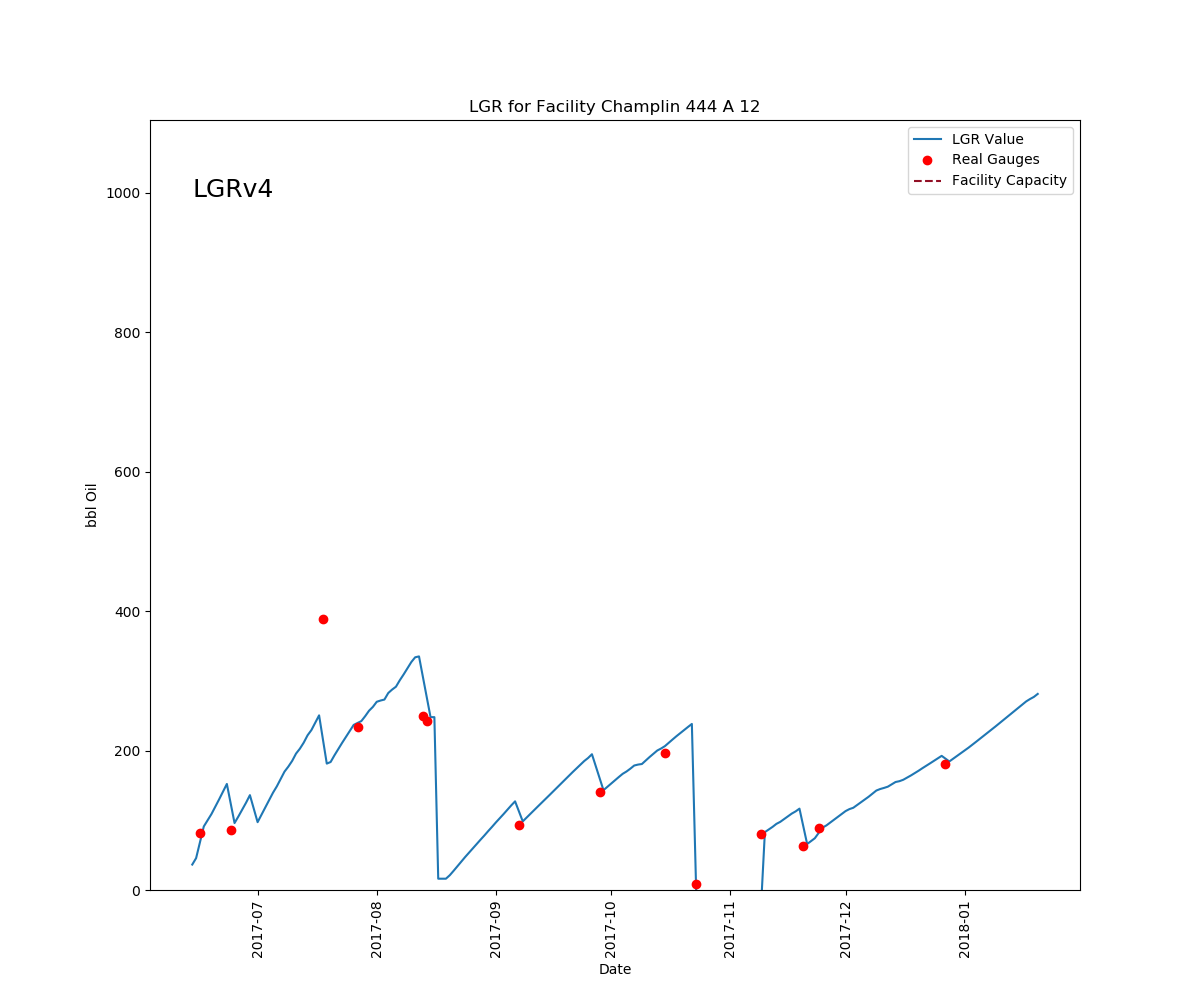 LGR for Facility Champlin 444 A 12
LGR Value
Real Gauges
Facility Capacity
LGRv4
1000
800
600
400
200
0
bbl Oil
2017-07
2017-08
2017-09
2017-10
2017-11
2017-12
2018-01
Date